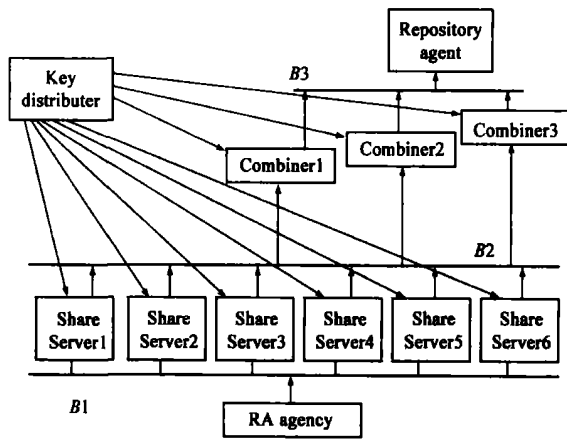 Repository
agent
B3
Key
distributer
Combiner3
Combiner2
Combiner1
B2
Share
Server1
Share
Server2
Share
Server3
Share
Server4
Share
Server5
Share
Server6
B1
RA agency